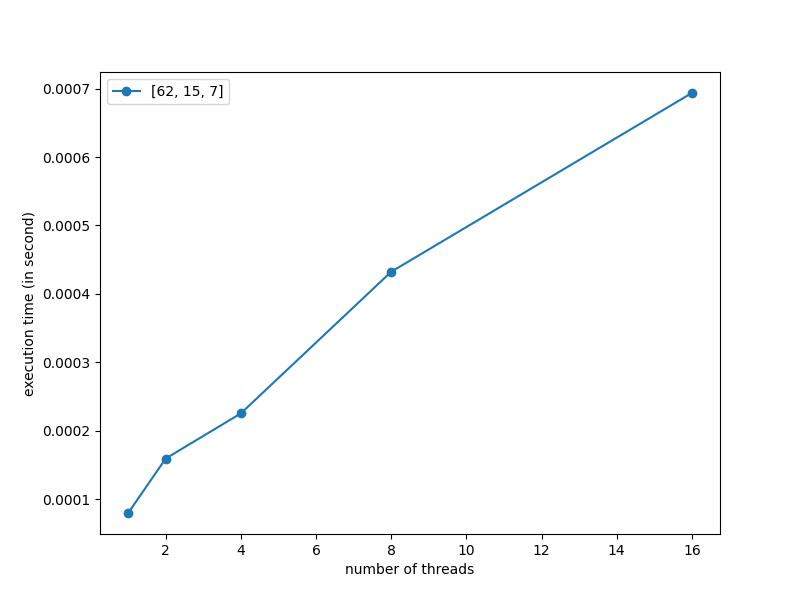 [62, 15, 7]
execution time (in second)
0.0007
0.0006
0.0005
0.0004
0.0003
0.0002
0.0001
2 4 6 8 10 12 14 16
number of threads